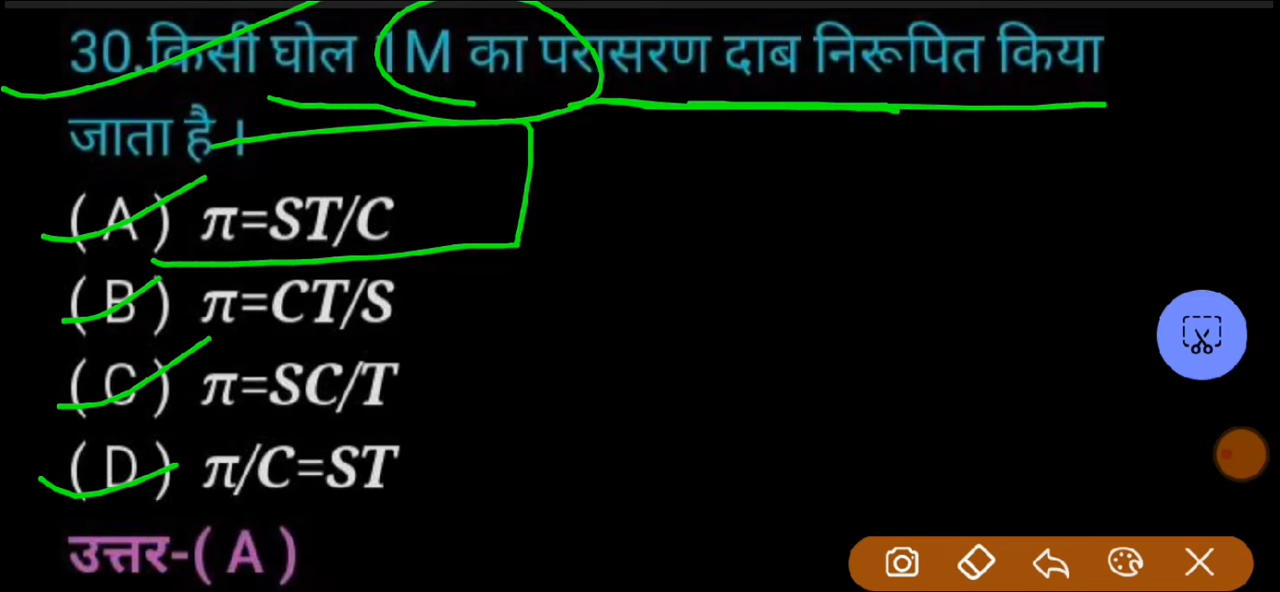 30.किसी घोल 1M का परासरण दाब निरूपित किया
जाता है ।
(A) π=ST/C
(B) π=CT/S
(C) π=SC/T
(D) π/C=ST
उत्तर-(A)